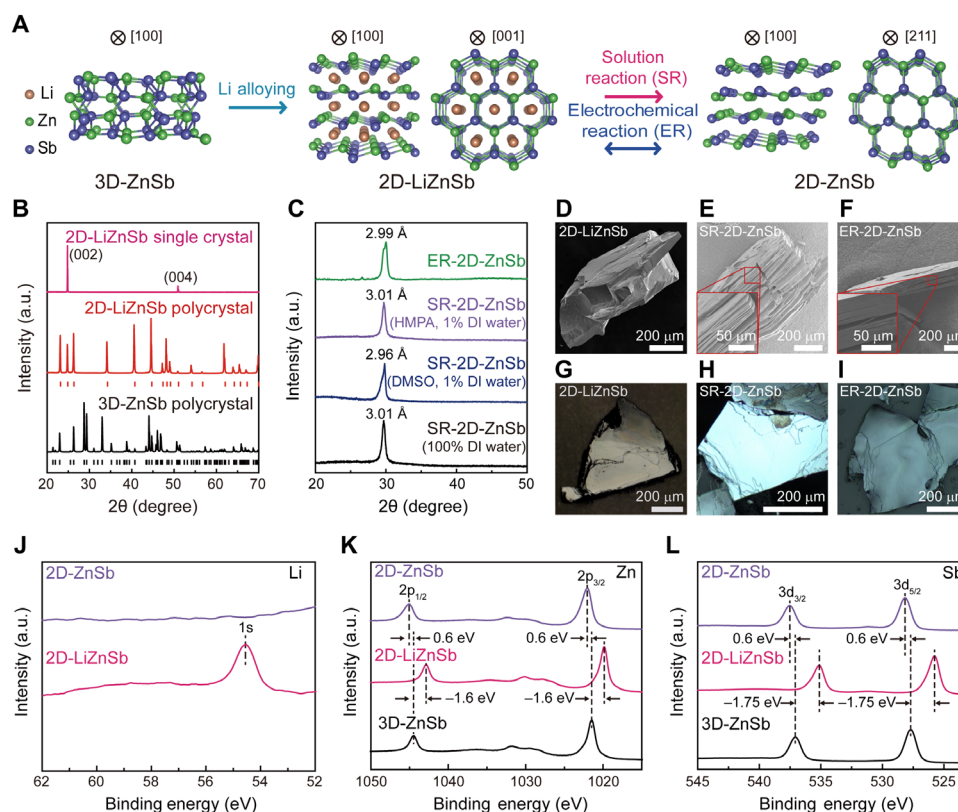 A
⊗ [100]
⊗ [100]
⊗ [001]
⊗ [100]
⊗ [211]
Li
Zn
Sb
Li alloying
Solution
reaction (SR)
Electrochemical
reaction (ER)
3D-ZnSb
2D-LiZnSb
2D-ZnSb
B
2D-LiZnSb single crystal
(002)
(004)
2D-LiZnSb polycrystal
3D-ZnSb polycrystal
Intensity (a.u.)
20 30 40 50 60 70
2θ (degree)
C
2.99 Å
ER-2D-ZnSb
3.01 Å
SR-2D-ZnSb
(HMPA, 1% DI water)
2.96 Å
SR-2D-ZnSb
(DMSO, 1% DI water)
3.01 Å
SR-2D-ZnSb
(100% DI water)
Intensity (a.u.)
20 30 40 50
2θ (degree)
D
2D-LiZnSb
200 μm
E
SR-2D-ZnSb
50 μm
200 μm
F
ER-2D-ZnSb
50 μm
200 μm
G
2D-LiZnSb
200 μm
H
SR-2D-ZnSb
200 μm
I
ER-2D-ZnSb
200 μm
J
Li
2D-ZnSb
1s
2D-LiZnSb
Intensity (a.u.)
62 60 58 56 54 52
Binding energy (eV)
K
Zn
2D-ZnSb
2p1/2
2p3/2
0.6 eV
0.6 eV
2D-LiZnSb
–1.6 eV
–1.6 eV
3D-ZnSb
Intensity (a.u.)
1050 1040 1030 1020
Binding energy (eV)
L
Sb
2D-ZnSb
3d3/2
3d5/2
0.6 eV
0.6 eV
2D-LiZnSb
–1.75 eV
–1.75 eV
3D-ZnSb
Intensity (a.u.)
545 535 525
Binding energy (eV)